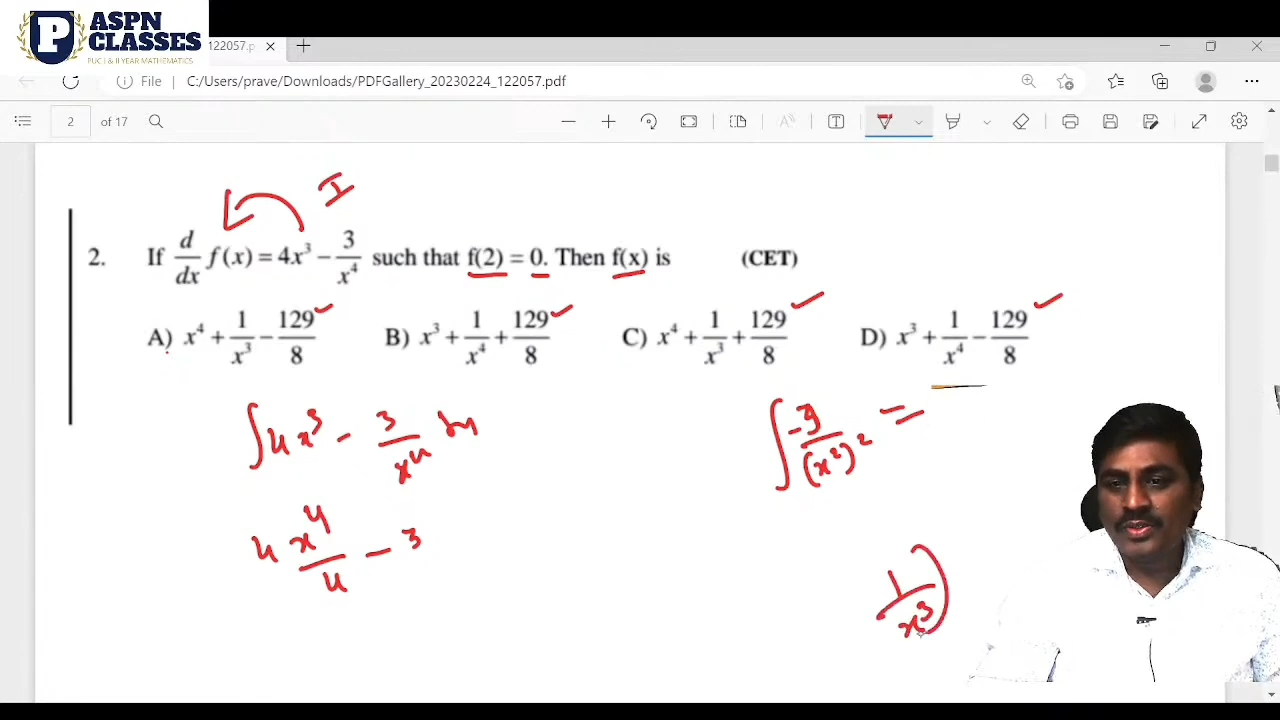 ASPN
CLASSES
PUC I & II YEAR MATHEMATICS
122057.p
File C:/Users/prave/Downloads/PDFGallery_20230224_122057.pdf
2 of 17
I
2. If d/dx f(x) = 4x³ − 3/x⁴ such that f(2) = 0. Then f(x) is (CET)
A) x⁴ + 1/x³ − 129/8 B) x³ + 1/x⁴ + 129/8 C) x⁴ + 1/x³ + 129/8 D) x³ + 1/x⁴ − 129/8
∫4x³ − 3/x⁴ ∫ −3/(x²)² =
4 x⁴/4 − 3
1/x³